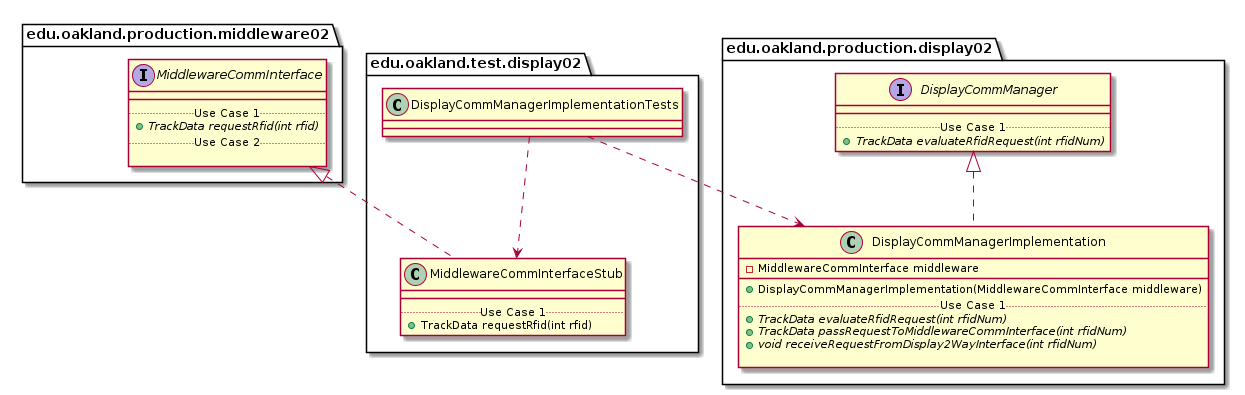 edu.oakland.production.middleware02
I MiddlewareCommInterface
Use Case 1
TrackData requestRfid(int rfid)
Use Case 2
edu.oakland.test.display02
C DisplayCommManagerImplementationTests
C MiddlewareCommInterfaceStub
Use Case 1
TrackData requestRfid(int rfid)
edu.oakland.production.display02
I DisplayCommManager
Use Case 1
TrackData evaluateRfidRequest(int rfidNum)
C DisplayCommManagerImplementation
MiddlewareCommInterface middleware
DisplayCommManagerImplementation(MiddlewareCommInterface middleware)
Use Case 1
TrackData evaluateRfidRequest(int rfidNum)
TrackData passRequestToMiddlewareCommInterface(int rfidNum)
void receiveRequestFromDisplay2WayInterface(int rfidNum)